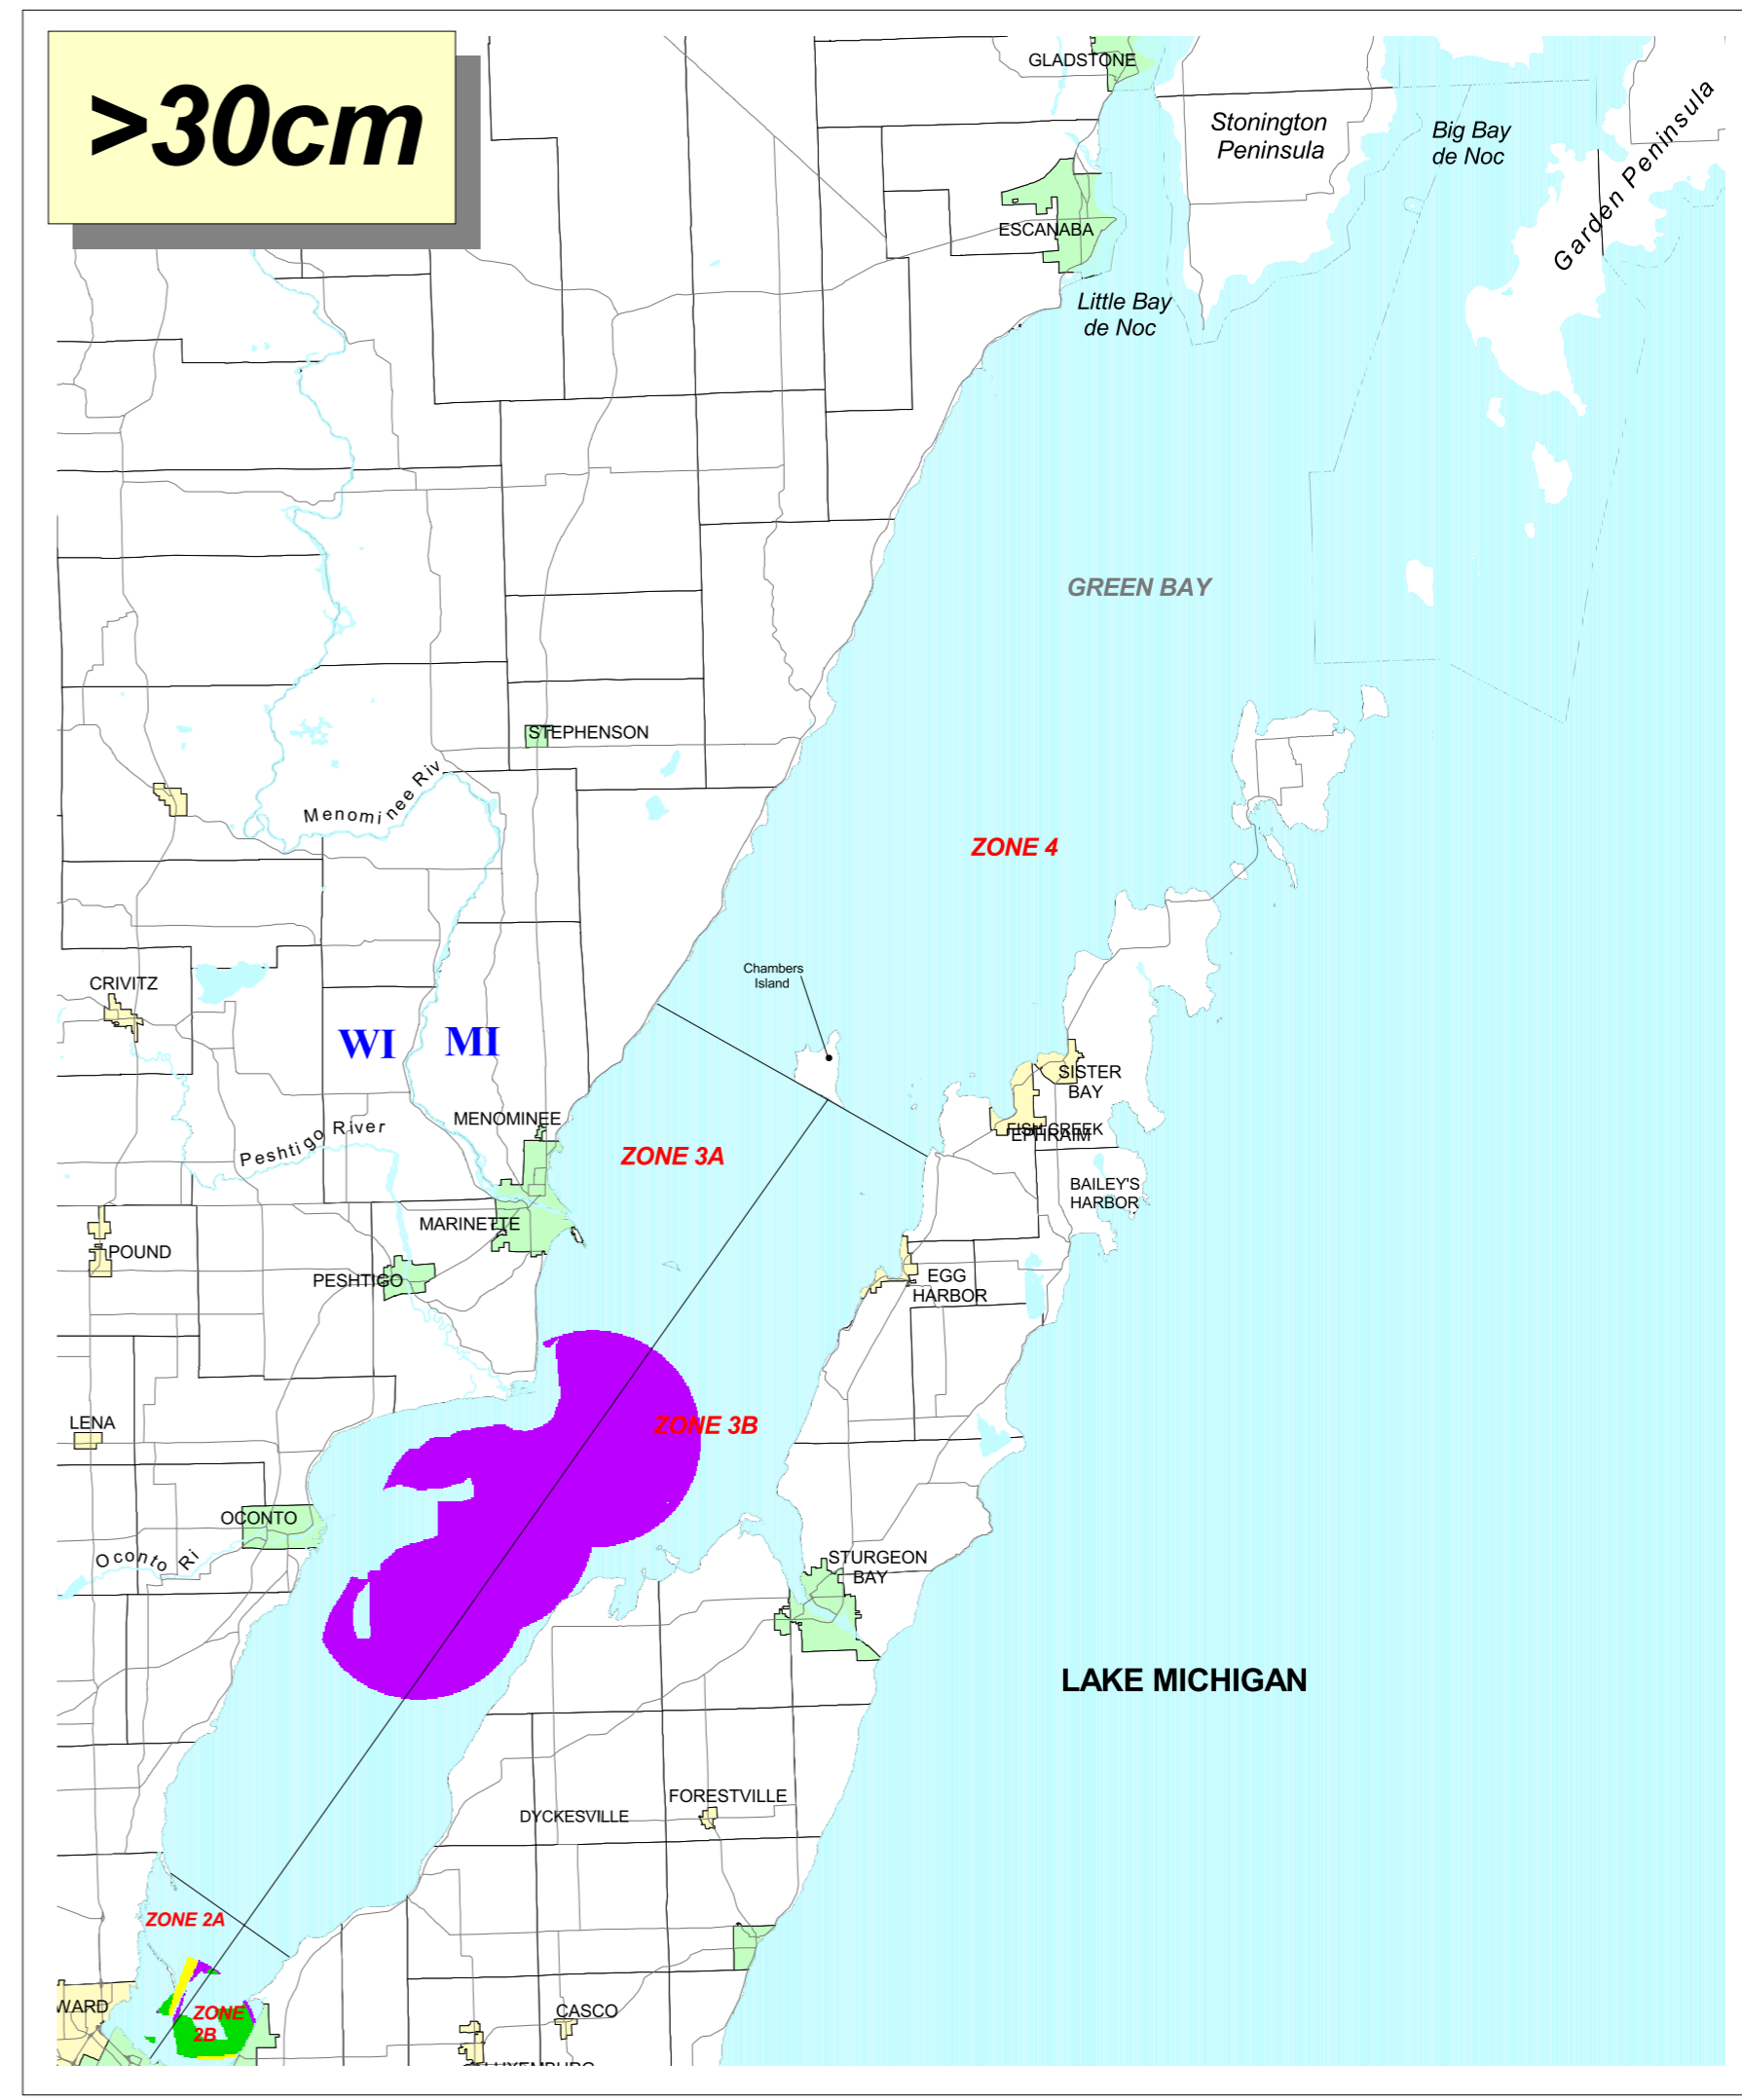 >30cm
GLADSTONE
Stonington
Peninsula
Big Bay
de Noc
Garden Peninsula
ESCANABA
Little Bay
de Noc
GREEN BAY
STEPHENSON
Menominee Riv
ZONE 4
Chambers
Island
CRIVITZ
WI
MI
SISTER
BAY
FISH CREEK
EPHRAIM
MENOMINEE
Peshtigo River
ZONE 3A
BAILEY'S
HARBOR
MARINETTE
POUND
PESHTIGO
EGG
HARBOR
LENA
ZONE 3B
OCONTO
Oconto Ri
STURGEON
BAY
LAKE MICHIGAN
FORESTVILLE
DYCKESVILLE
ZONE 2A
WARD
ZONE
2B
CASCO
LUXEMBURG